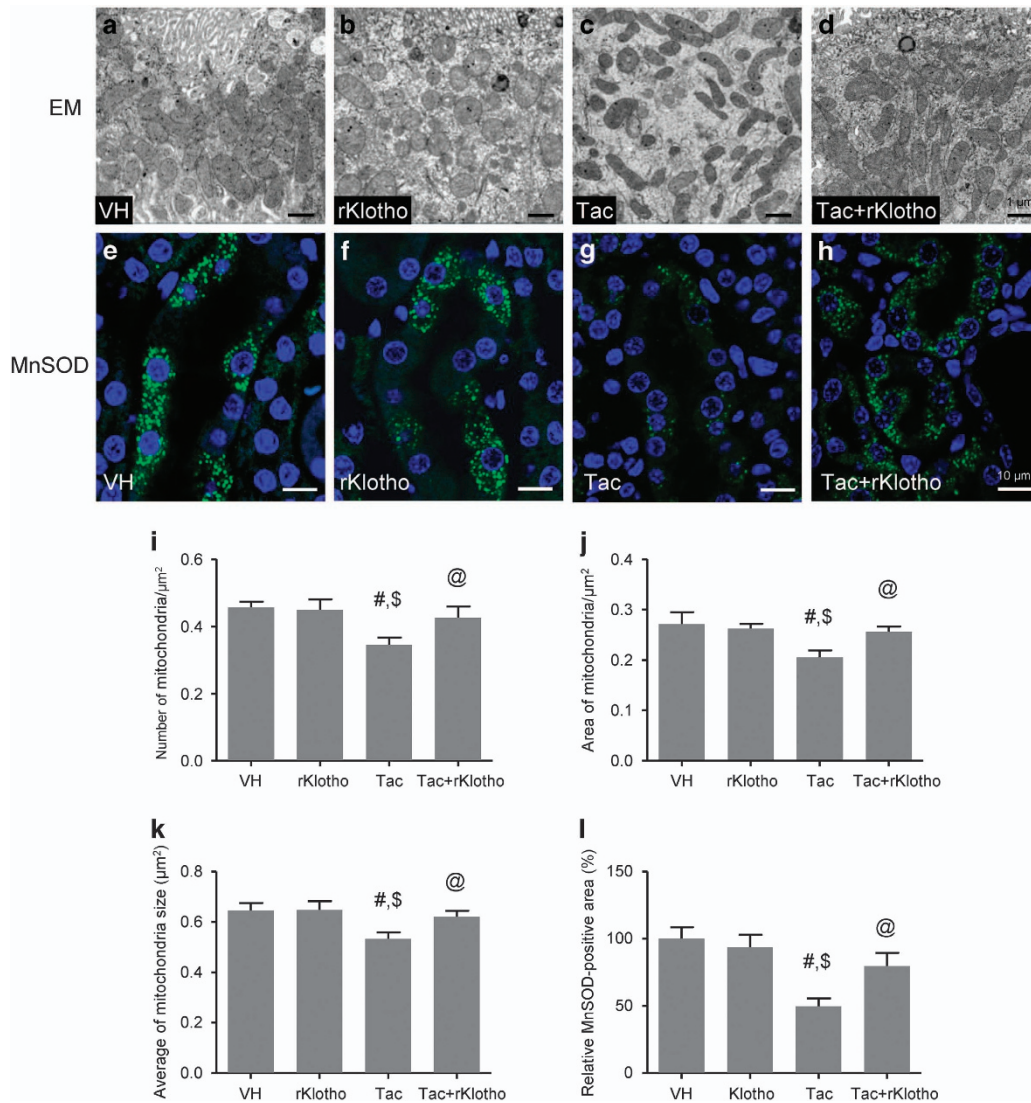 a b c d
EM
VH rKlotho Tac Tac+rKlotho
1 µm
e f g h
MnSOD
VH rKlotho Tac Tac+rKlotho
10 µm
i
Number of mitochondria/µm²
0.6
0.4
0.2
0.0
#,$
@
VH rKlotho Tac Tac+rKlotho
j
Area of mitochondria/µm²
0.4
0.3
0.2
0.1
0.0
#,$
@
VH rKlotho Tac Tac+rKlotho
k
Average of mitochondria size (µm²)
0.8
0.6
0.4
0.2
0.0
#,$
@
VH rKlotho Tac Tac+rKlotho
l
Relative MnSOD-positive area (%)
150
100
50
0
#,$
@
VH Klotho Tac Tac+rKlotho